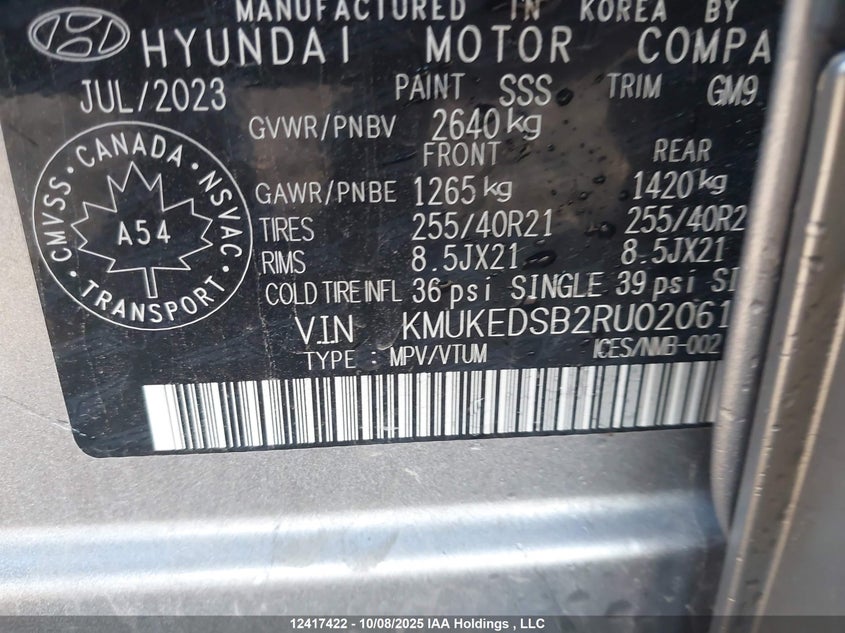 MANUFACTURED IN KOREA BY
HYUNDAI MOTOR COMPA
JUL/2023 PAINT SSS TRIM GM9
GVWR/PNBV 2640 kg
FRONT REAR
GAWR/PNBE 1265 kg 1420 kg
TIRES 255/40R21 255/40R2
RIMS 8.5JX21 8.5JX21
COLD TIRE INFL 36 psi SINGLE 39 psi SI
V.I.N KMUKEDSB2RU02061
TYPE : MPV/VTUM ICES/NMB-002
CMVSS · CANADA · NSVAC · TRANSPORT ·
A54
12417422 - 10/08/2025 IAA Holdings , LLC